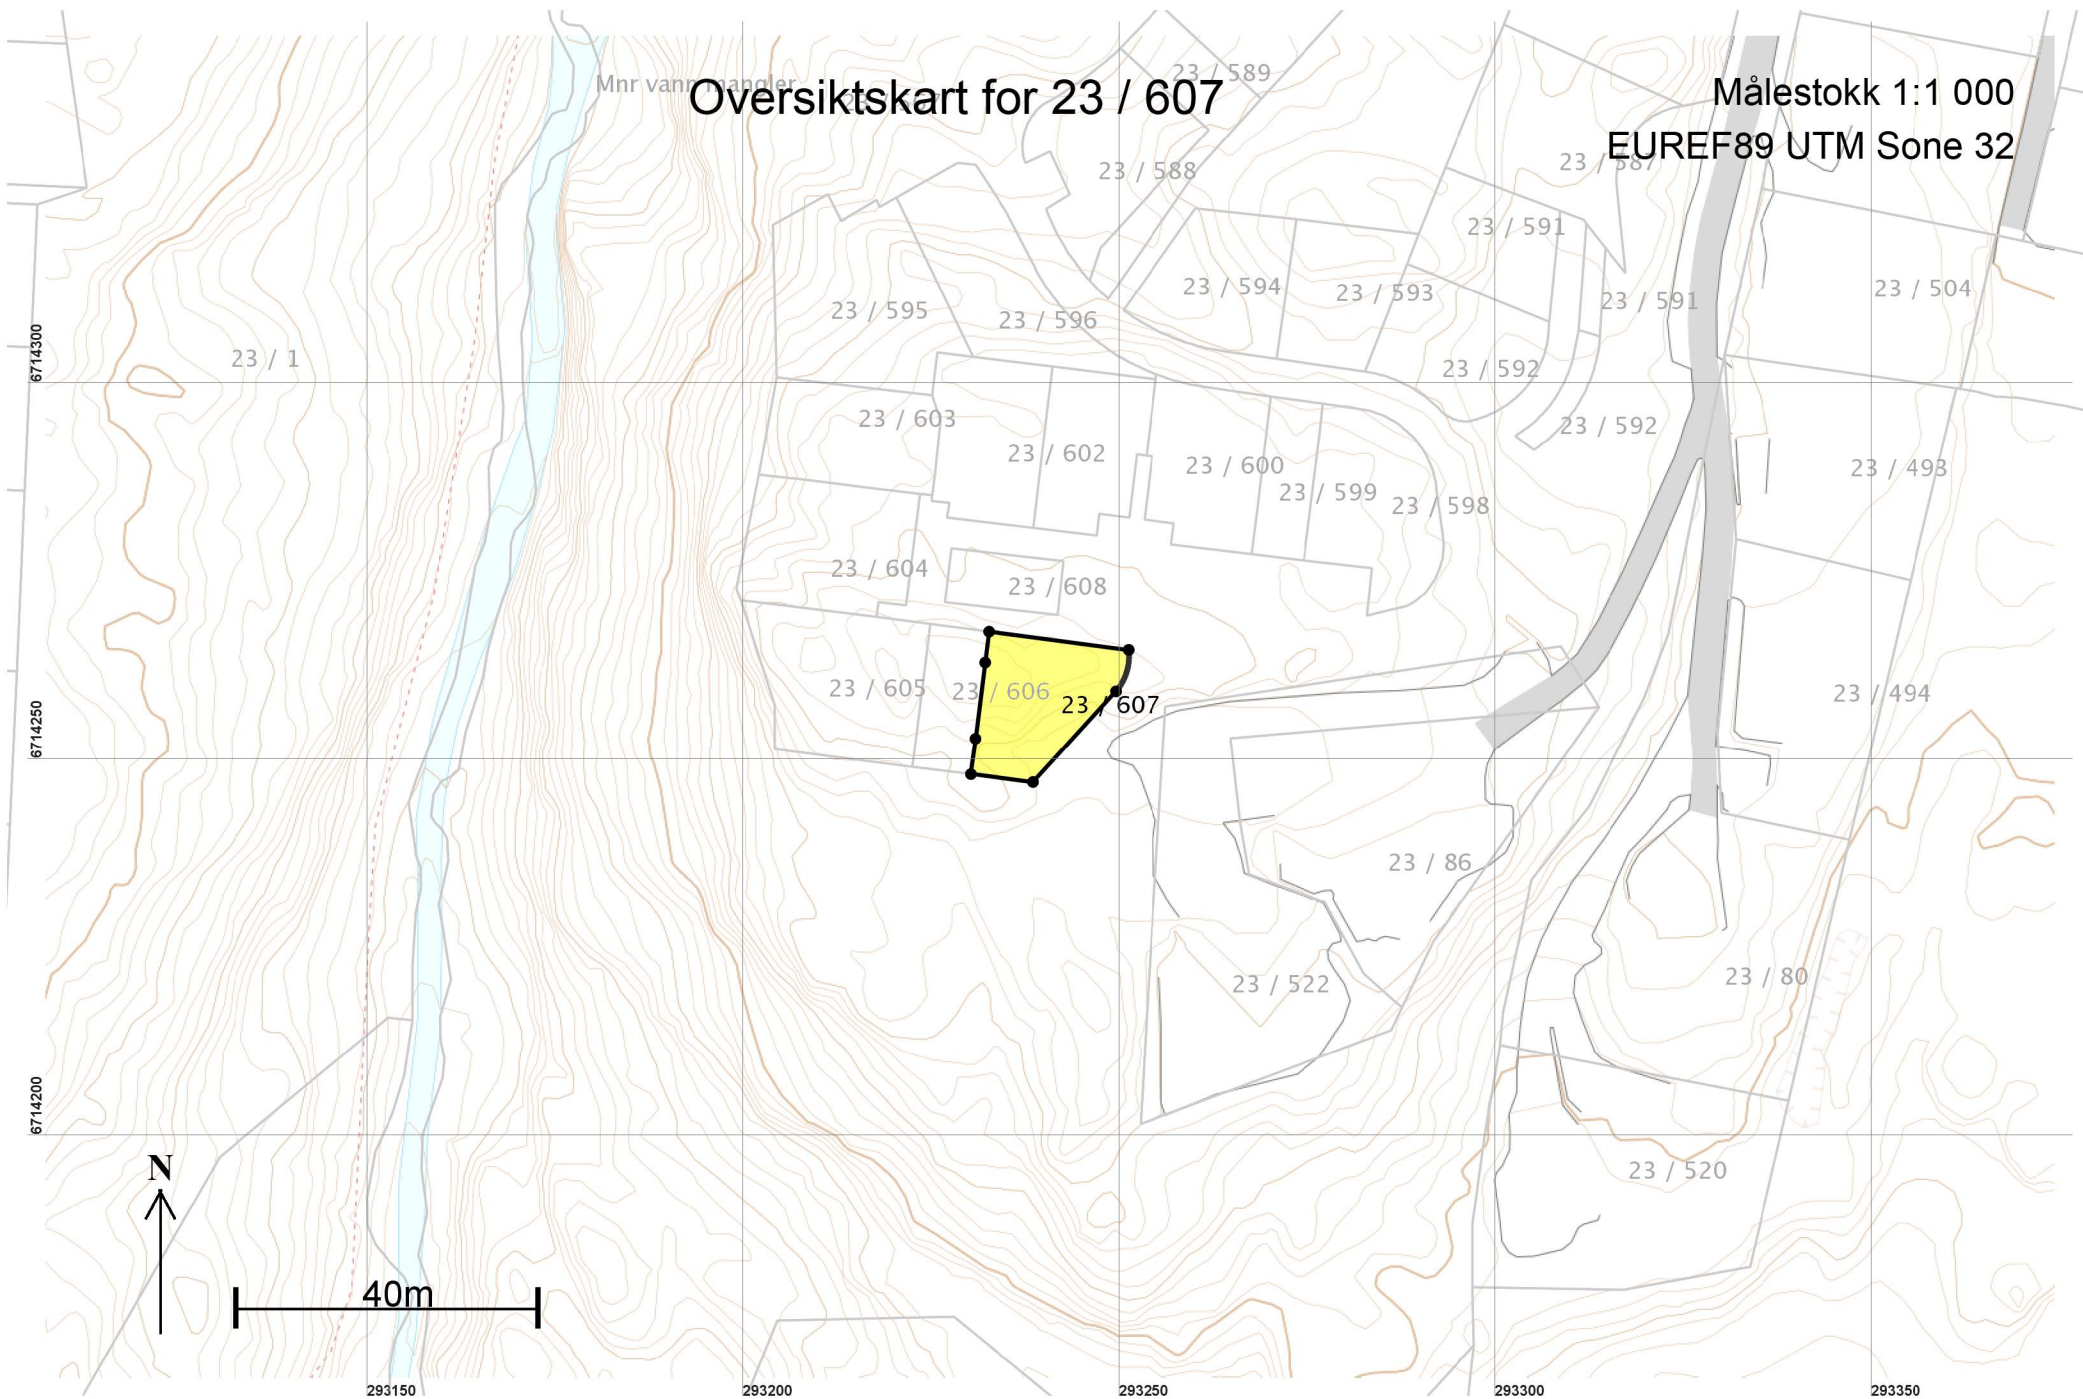 Oversiktskart for 23 / 607
Målestokk 1:1 000
EUREF89 UTM Sone 32
Mnr vann mangler
23 / 589
23 / 588
23 / 587
23 / 591
23 / 594
23 / 593
23 / 591
23 / 504
23 / 595
23 / 596
6714300
23 / 1
23 / 592
23 / 603
23 / 592
23 / 602
23 / 600
23 / 493
23 / 599
23 / 598
23 / 604
23 / 608
23 / 605
23 / 606
23 / 607
23 / 494
6714250
23 / 86
23 / 522
23 / 80
6714200
N
23 / 520
40m
293150
293200
293250
293300
293350